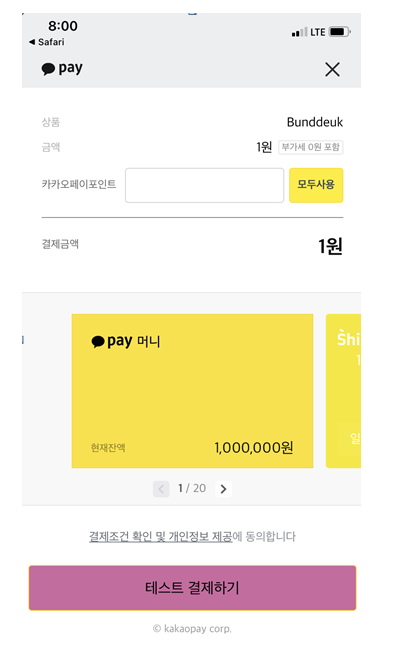 8:00
LTE
◀ Safari
pay
상품 Bunddeuk
금액 1원 부가세 0원 포함
카카오페이포인트 모두사용
결제금액 1원
pay 머니
현재잔액 1,000,000원
Shi
1
일
1 / 20
결제조건 확인 및 개인정보 제공에 동의합니다
테스트 결제하기
© kakaopay corp.